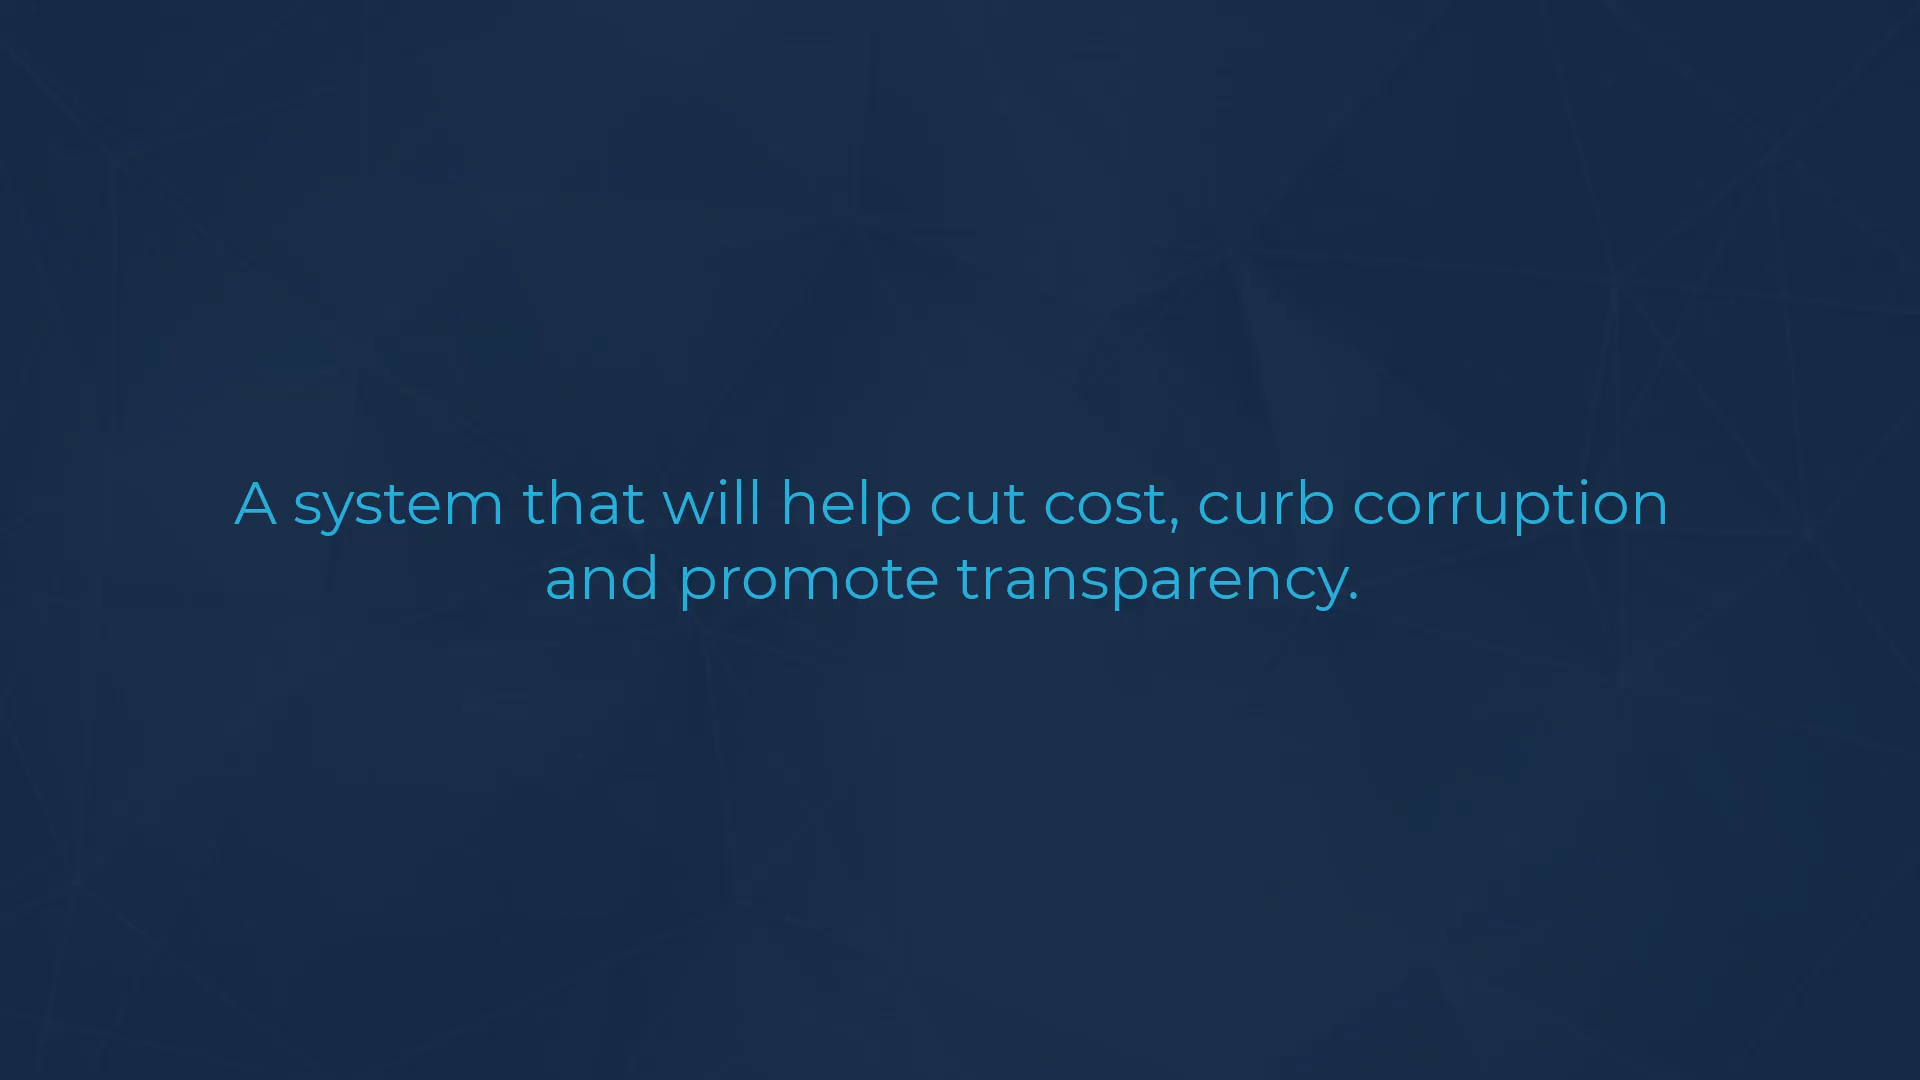 A system that will help cut cost, curb corruption
and promote transparency.